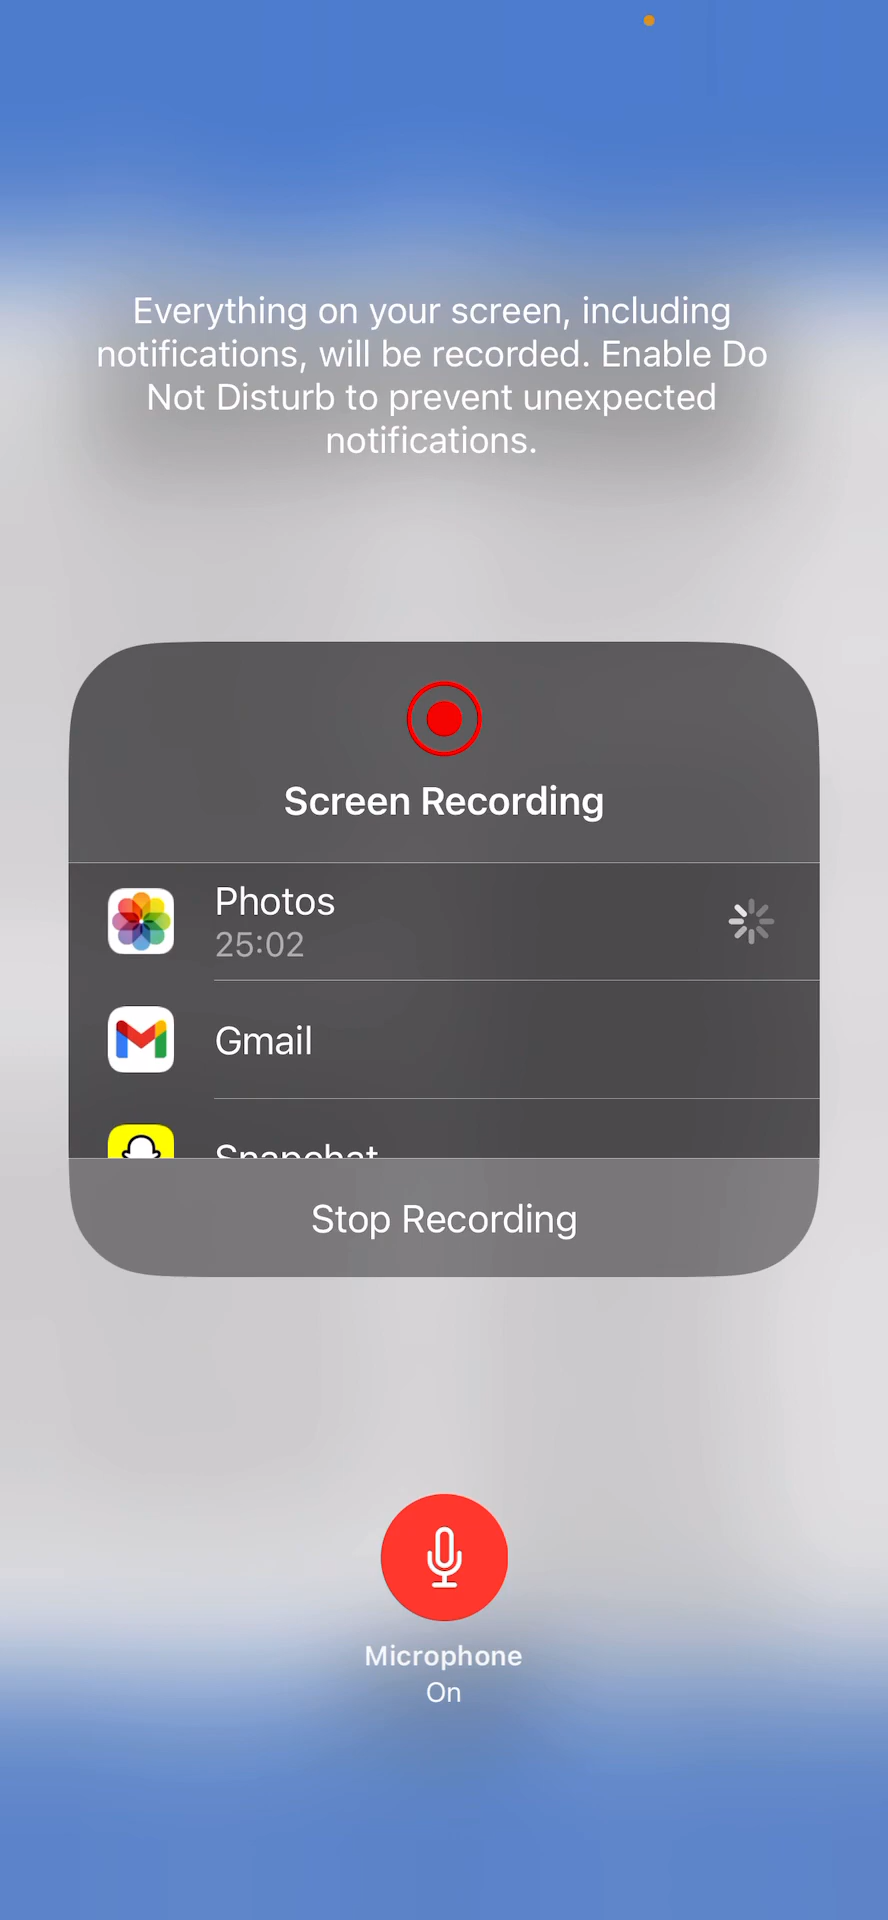 Everything on your screen, including
notifications, will be recorded. Enable Do
Not Disturb to prevent unexpected
notifications.
Screen Recording
Photos
25:02
Gmail
Snapchat
Stop Recording
Microphone
On